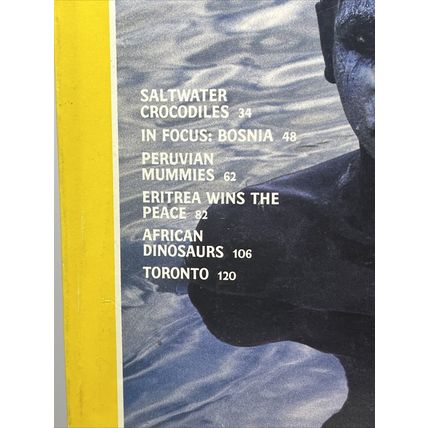 SALTWATER
CROCODILES 34
IN FOCUS: BOSNIA 48
PERUVIAN
MUMMIES 62
ERITREA WINS THE
PEACE 82
AFRICAN
DINOSAURS 106
TORONTO 120